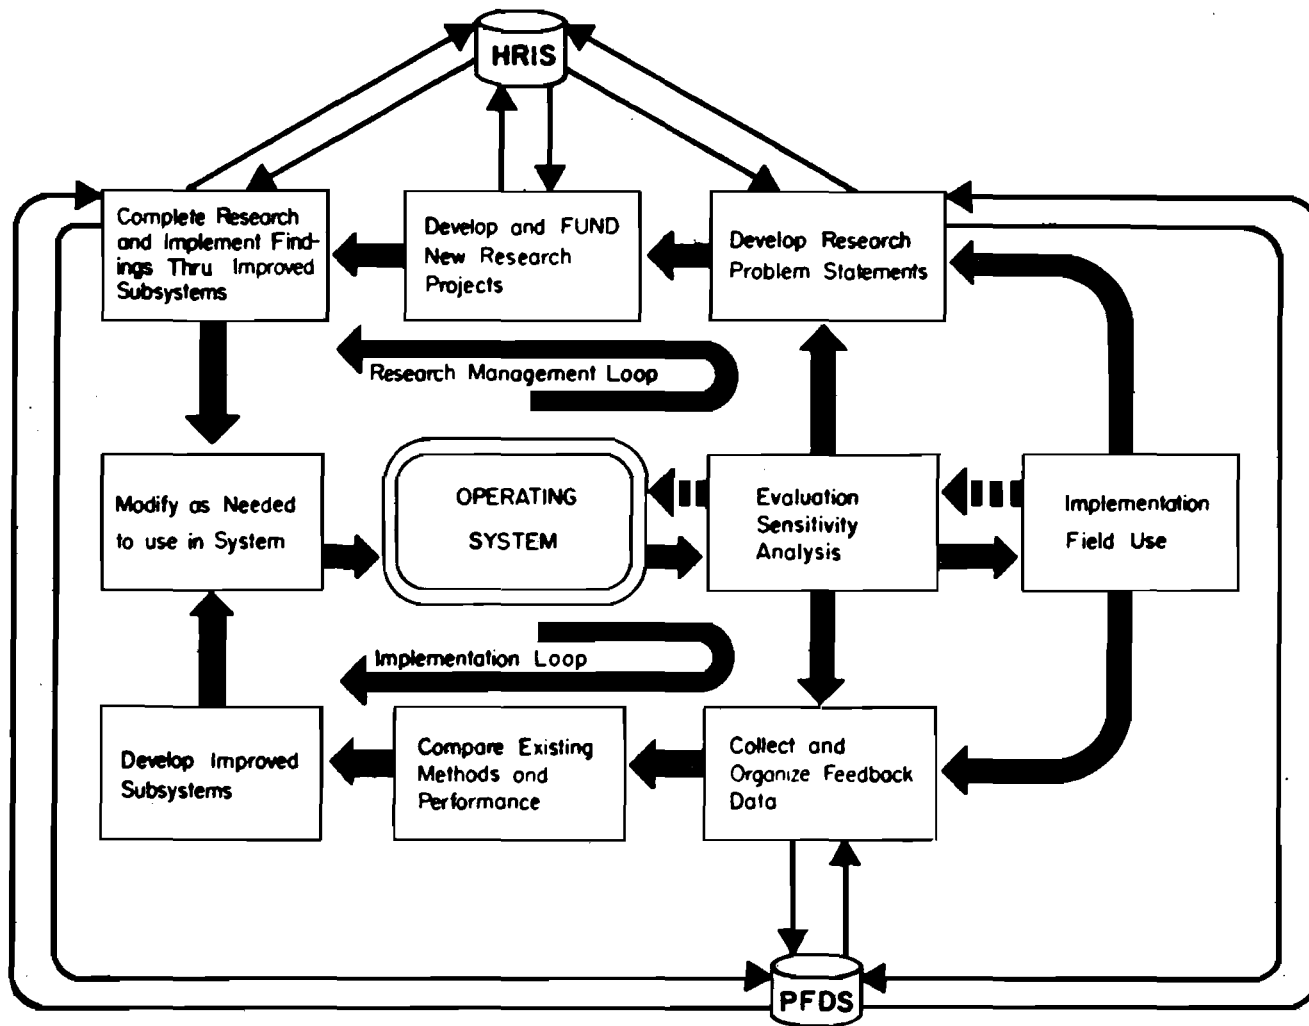 HRIS
Complete Research
and Implement Find-
ings Thru Improved
Subsystems
Develop and FUND
New Research
Projects
Develop Research
Problem Statements
Research Management Loop
Modify as Needed
to use in System
OPERATING
SYSTEM
Evaluation
Sensitivity
Analysis
Implementation
Field Use
Implementation Loop
Develop Improved
Subsystems
Compare Existing
Methods and
Performance
Collect and
Organize Feedback
Data
PFDS